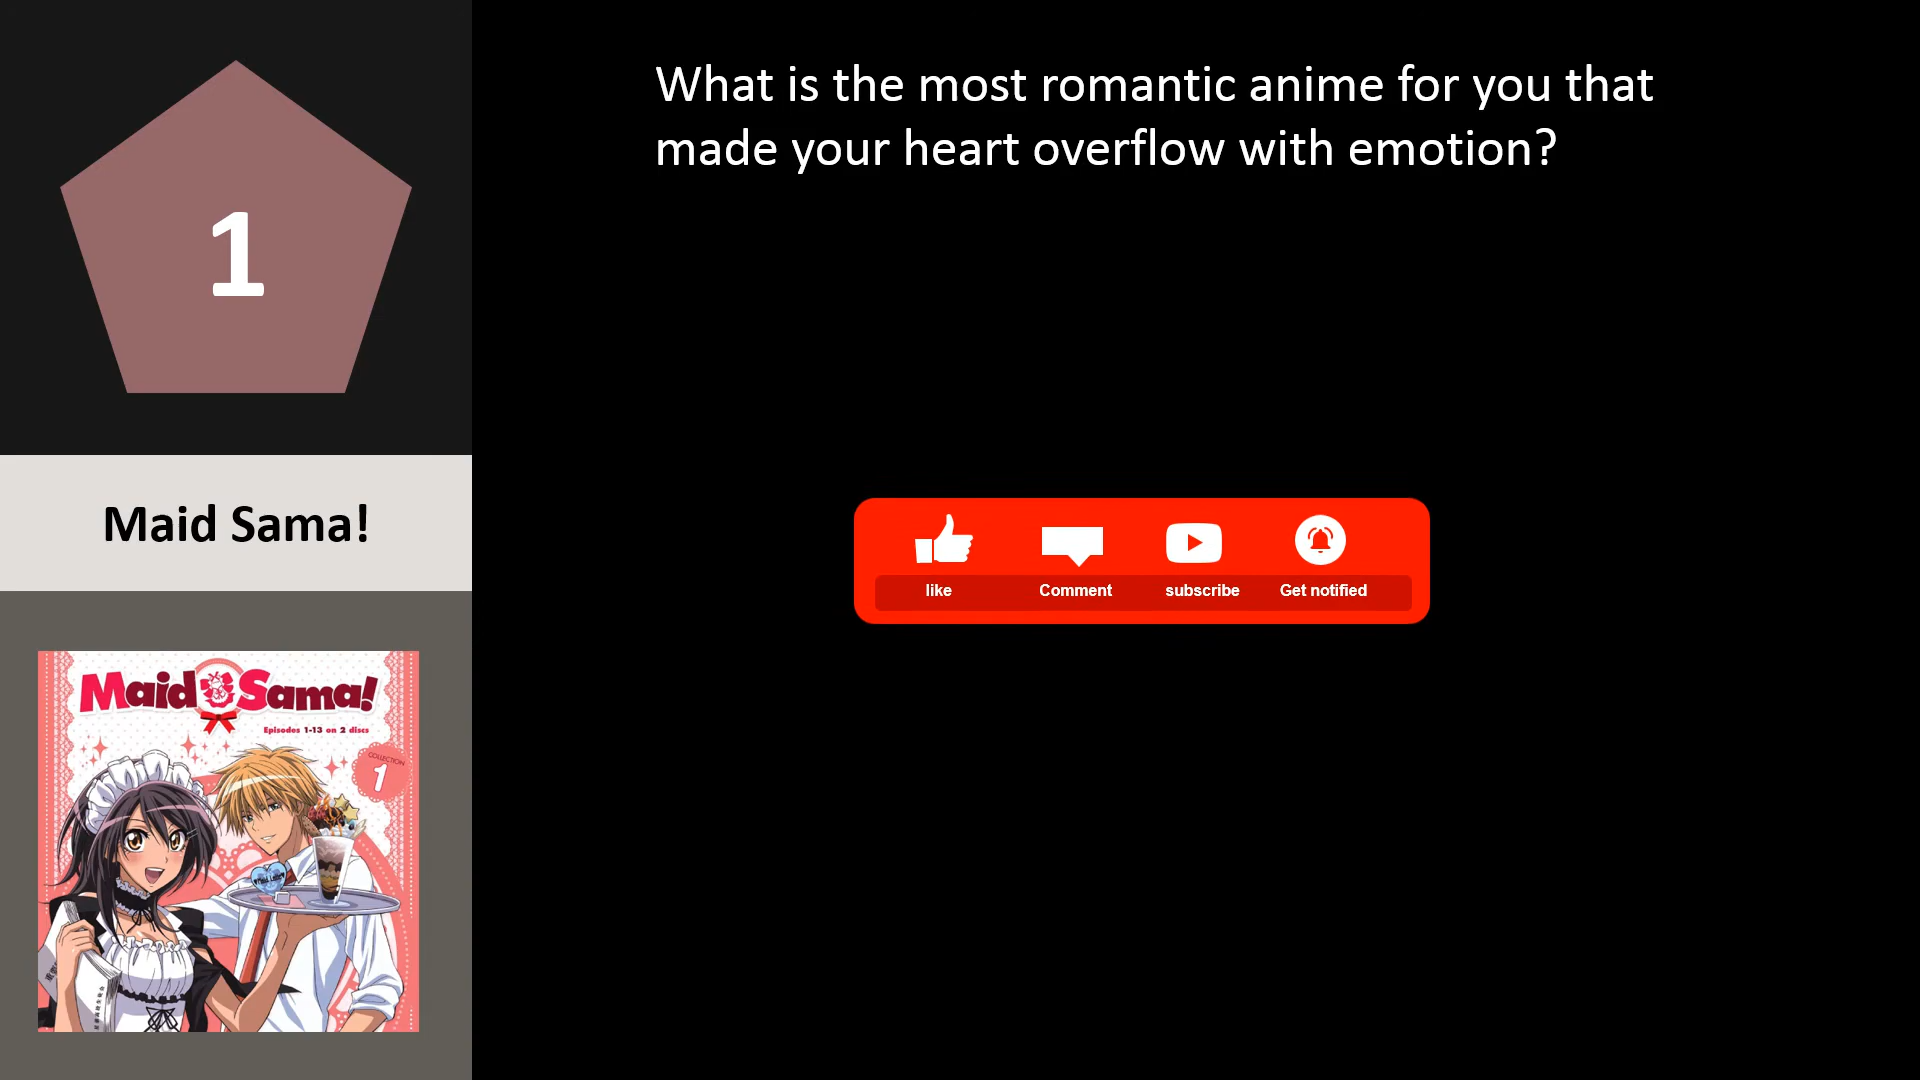 1
Maid Sama!
Maid Sama!
Episodes 1-13 on 2 discs
COLLECTION
1
What is the most romantic anime for you that
made your heart overflow with emotion?
like Comment subscribe Get notified